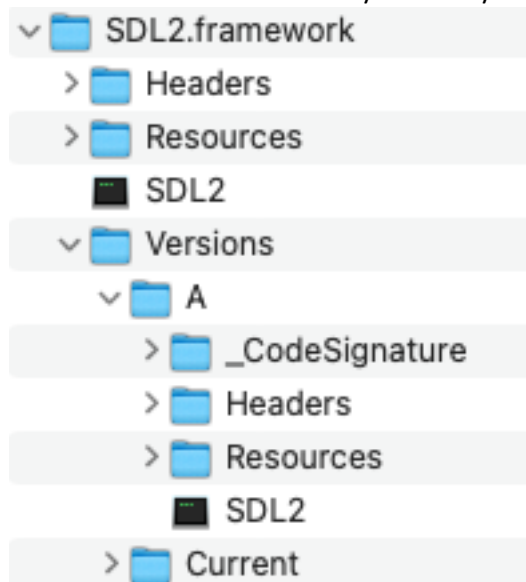 SDL2.framework
Headers
Resources
SDL2
Versions
A
_CodeSignature
Headers
Resources
SDL2
Current